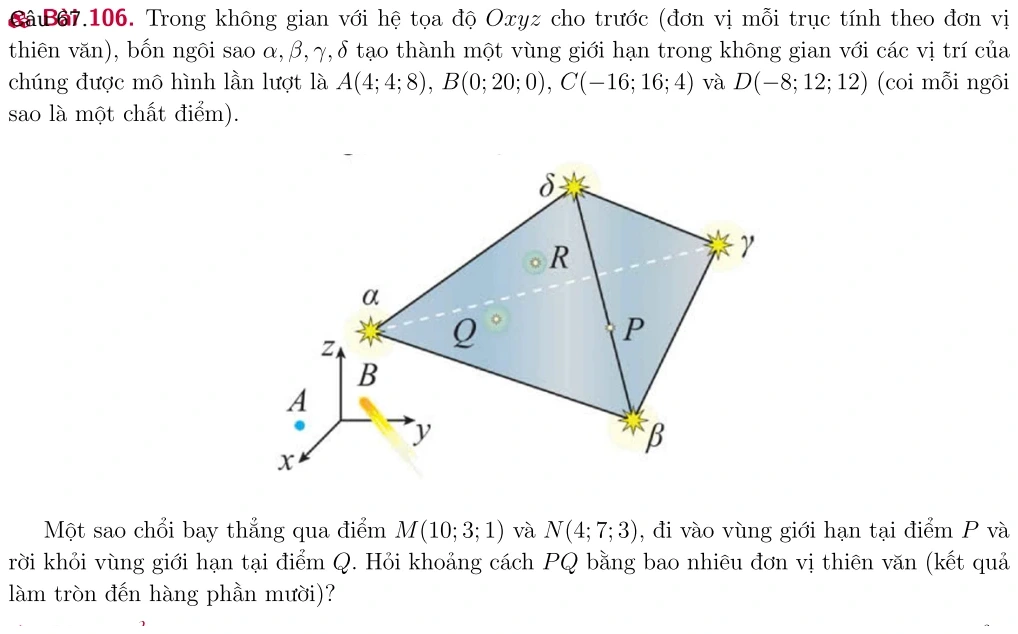 Câu 67.
Bài 106. Trong không gian với hệ tọa độ Oxyz cho trước (đơn vị mỗi trục tính theo đơn vị
thiên văn), bốn ngôi sao α, β, γ, δ tạo thành một vùng giới hạn trong không gian với các vị trí của
chúng được mô hình lần lượt là A(4; 4; 8), B(0; 20; 0), C(−16; 16; 4) và D(−8; 12; 12) (coi mỗi ngôi
sao là một chất điểm).
δ
γ
R
α
Q
P
z
B
A
y
β
x
Một sao chổi bay thẳng qua điểm M(10; 3; 1) và N(4; 7; 3), đi vào vùng giới hạn tại điểm P và
rời khỏi vùng giới hạn tại điểm Q. Hỏi khoảng cách PQ bằng bao nhiêu đơn vị thiên văn (kết quả
làm tròn đến hàng phần mười)?